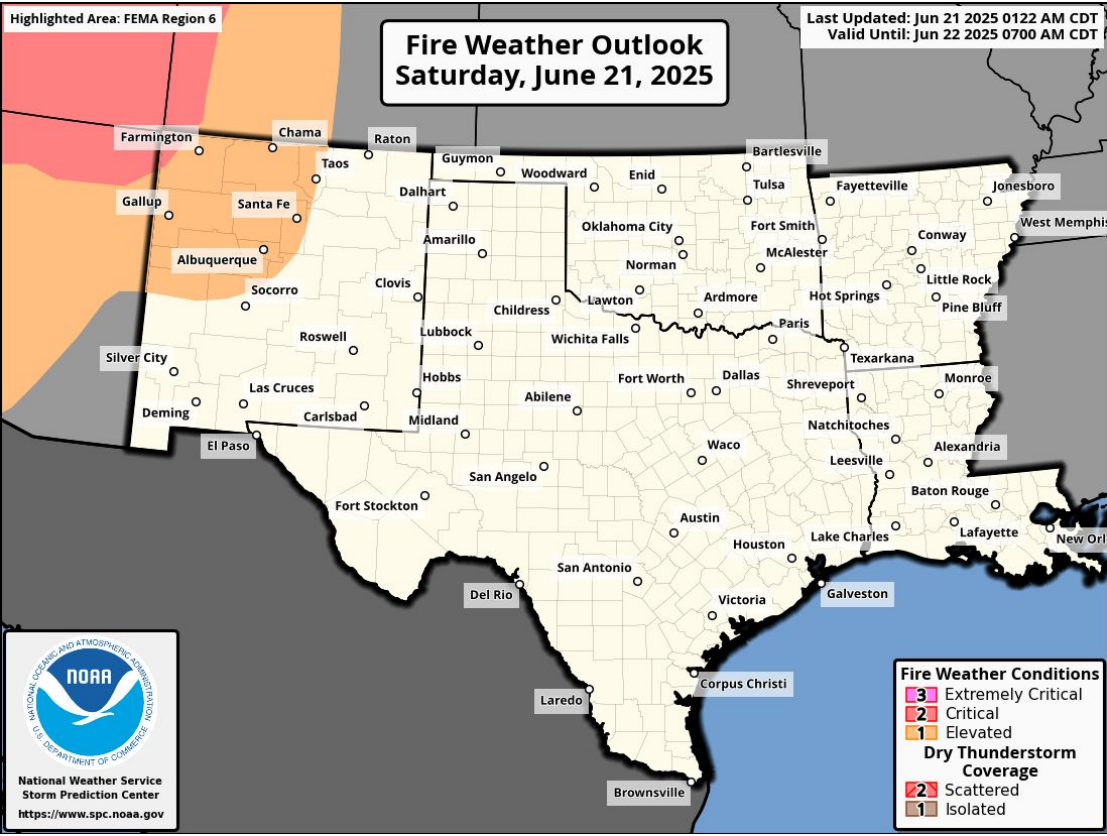 Highlighted Area: FEMA Region 6
Last Updated: Jun 21 2025 0122 AM CDT
Valid Until: Jun 22 2025 0700 AM CDT
Fire Weather Outlook
Saturday, June 21, 2025
Farmington
Chama
Raton
Taos
Guymon
Woodward
Enid
Bartlesville
Tulsa
Fayetteville
Jonesboro
Gallup
Santa Fe
Dalhart
West Memphis
Albuquerque
Amarillo
Oklahoma City
Fort Smith
Norman
McAlester
Conway
Socorro
Clovis
Childress
Lawton
Ardmore
Hot Springs
Little Rock
Pine Bluff
Roswell
Lubbock
Wichita Falls
Paris
Texarkana
Silver City
Las Cruces
Hobbs
Abilene
Fort Worth
Dallas
Shreveport
Monroe
Deming
Carlsbad
Midland
Natchitoches
El Paso
San Angelo
Waco
Leesville
Alexandria
Fort Stockton
Baton Rouge
Austin
Houston
Lake Charles
Lafayette
New Orl
Del Rio
San Antonio
Victoria
Galveston
Laredo
Corpus Christi
Brownsville
NATIONAL OCEANIC AND ATMOSPHERIC ADMINISTRATION
NOAA
U.S. DEPARTMENT OF COMMERCE
National Weather Service
Storm Prediction Center
https://www.spc.noaa.gov
Fire Weather Conditions
3 Extremely Critical
2 Critical
1 Elevated
Dry Thunderstorm
Coverage
2 Scattered
1 Isolated